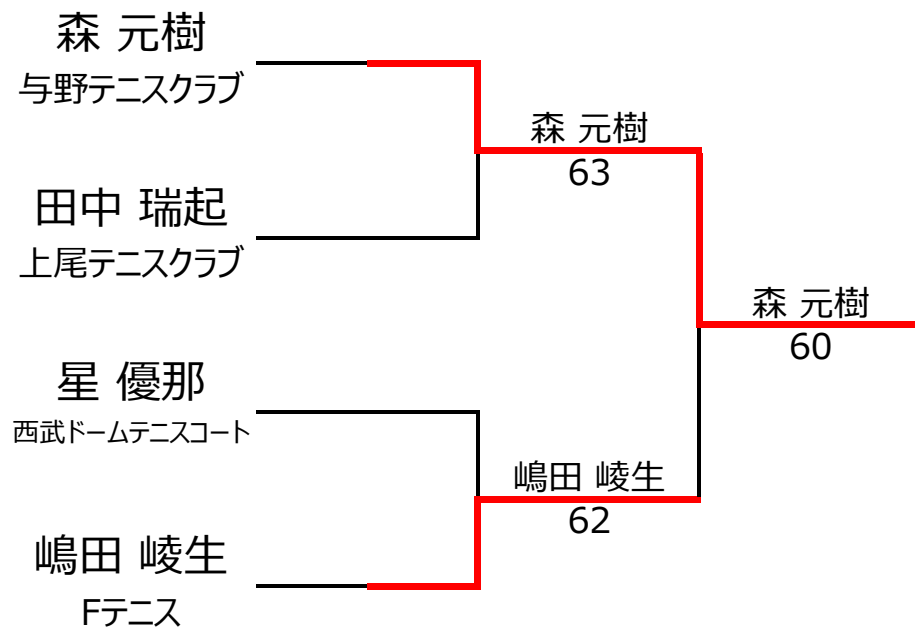 森 元樹
与野テニスクラブ
森 元樹
63
田中 瑞起
上尾テニスクラブ
森 元樹
60
星 優那
西武ドームテニスコート
嶋田 崚生
62
嶋田 崚生
Fテニス